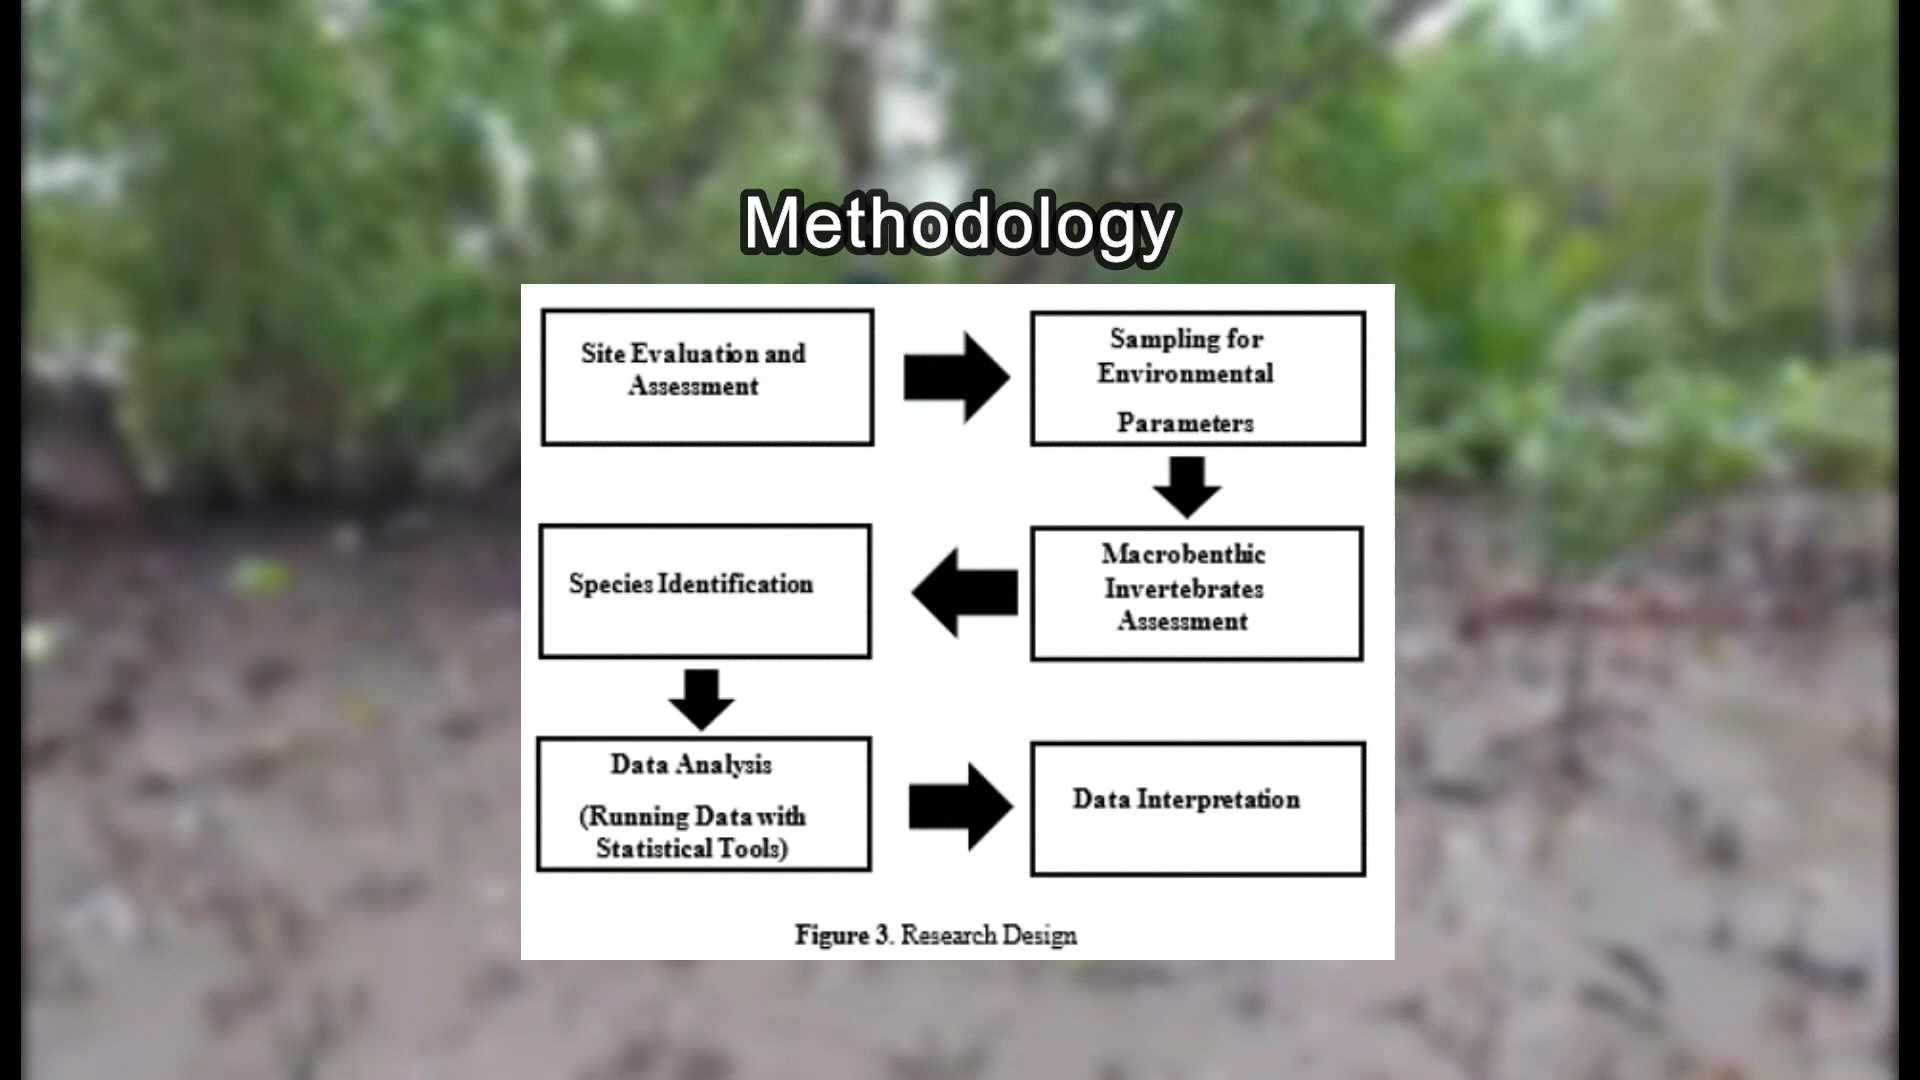 Methodology
Site Evaluation and
Assessment
Sampling for
Environmental
Parameters
Macrobenthic
Invertebrates
Assessment
Species Identification
Data Analysis
(Running Data with
Statistical Tools)
Data Interpretation
Figure 3. Research Design